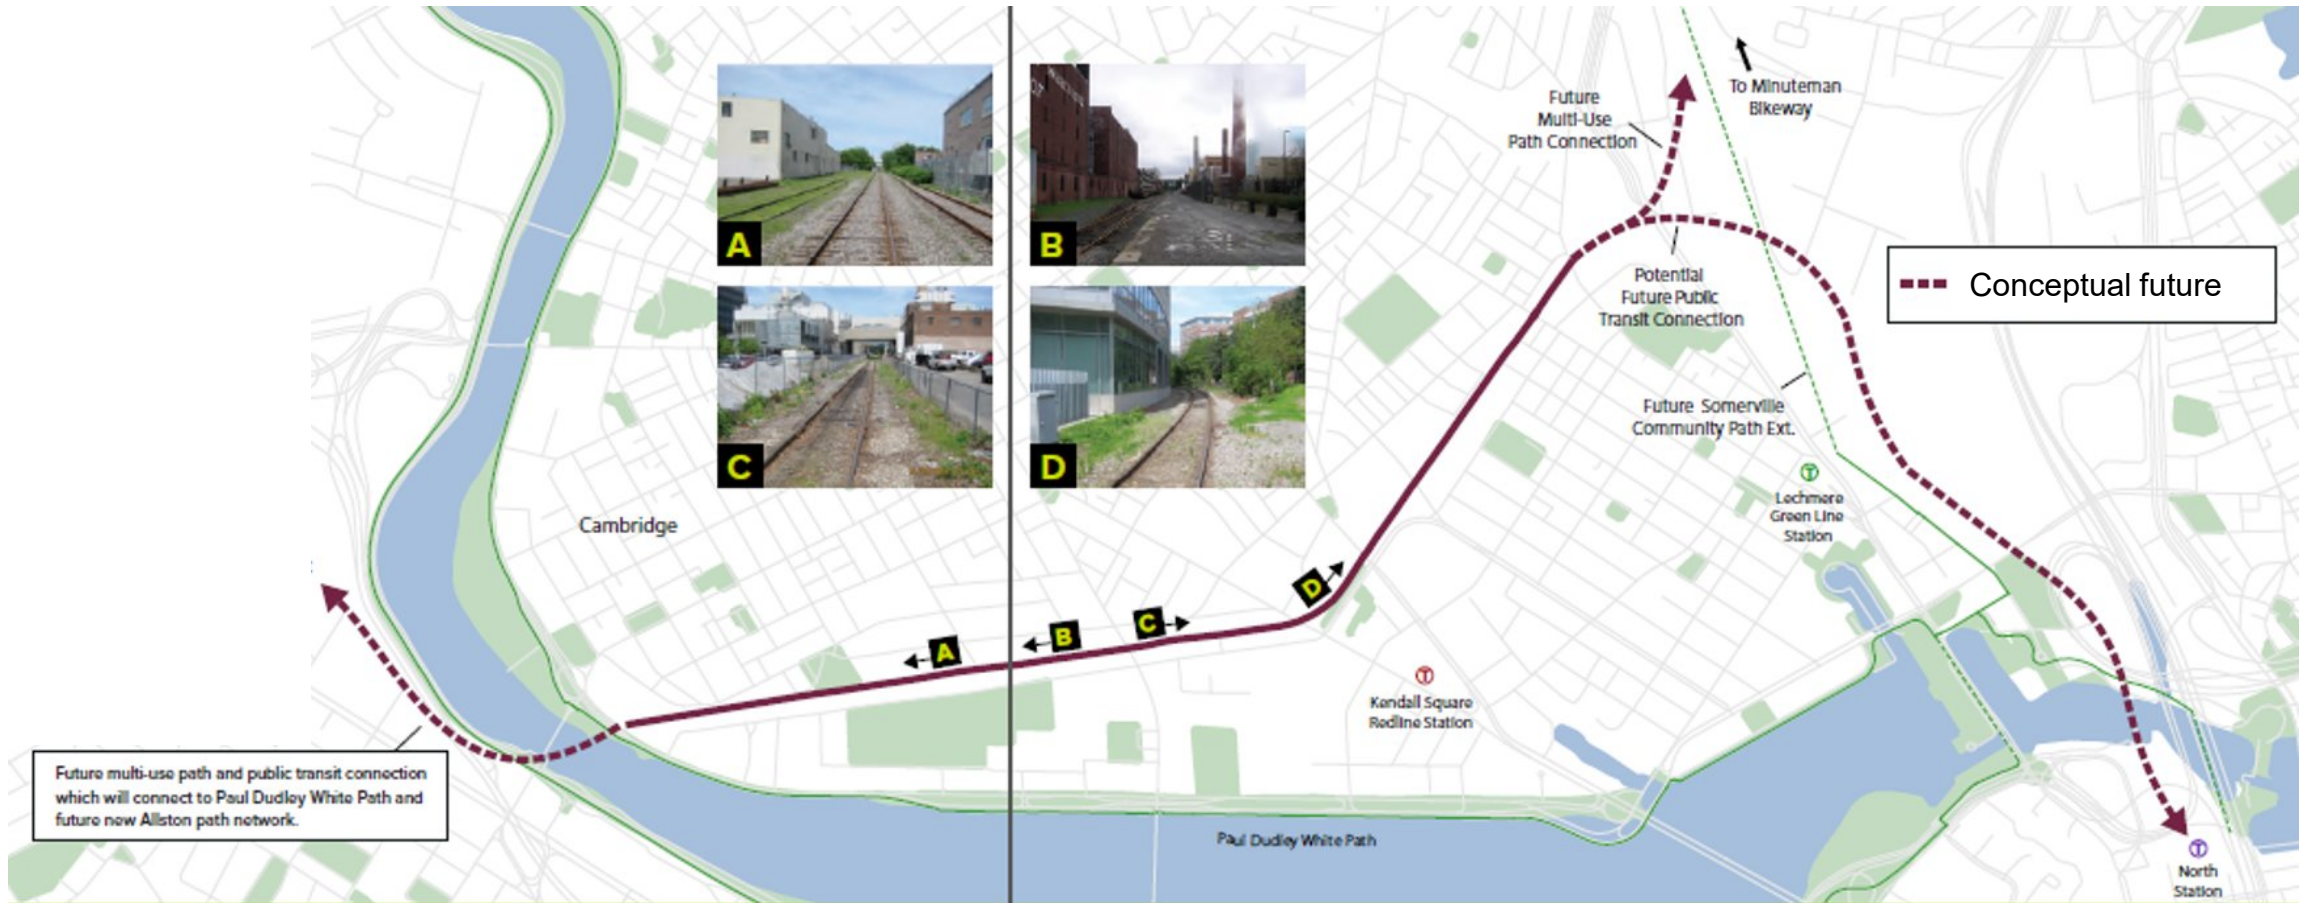 A
B
C
D
Future
Multi-Use
Path Connection
To Minuteman
Bikeway
Potential
Future Public
Transit Connection
Conceptual future
Future Somerville
Community Path Ext.
Lechmere
Green Line
Station
Cambridge
A
B
C
D
Kendall Square
Redline Station
Future multi-use path and public transit connection
which will connect to Paul Dudley White Path and
future new Allston path network.
Paul Dudley White Path
North
Station
T
T
T